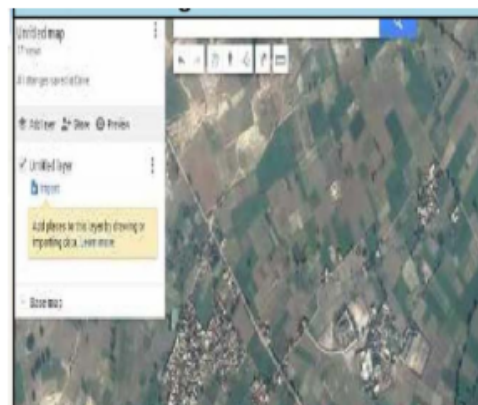 Untitled map
All changes saved in Drive
Add layer Share Preview
Untitled layer
Import
Add places to this layer by drawing or
importing data. Learn more
Base map